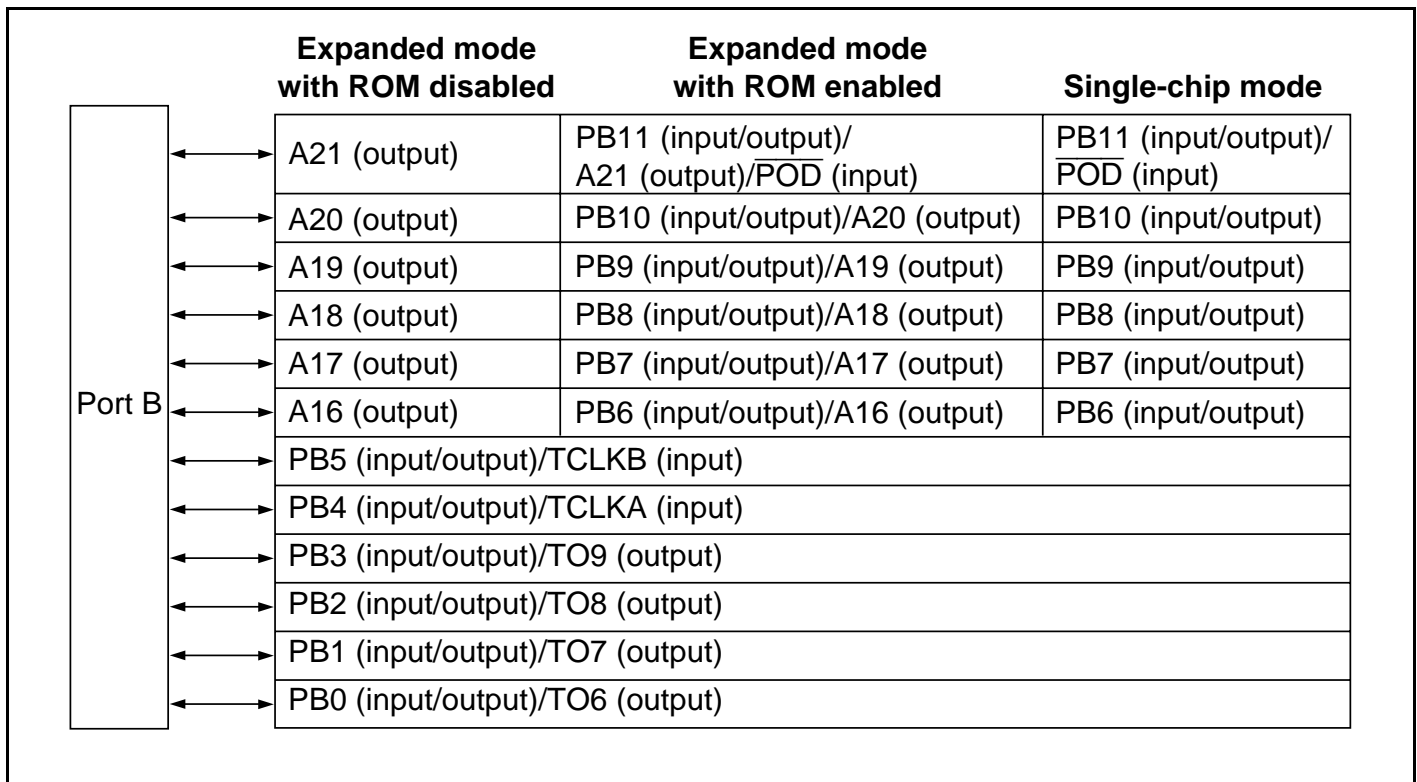 Expanded mode with ROM disabled
Expanded mode with ROM enabled
Single-chip mode
Port B
A21 (output)
PB11 (input/output)/
A21 (output)/P̅O̅D̅ (input)
PB11 (input/output)/
P̅O̅D̅ (input)
A20 (output)
PB10 (input/output)/A20 (output)
PB10 (input/output)
A19 (output)
PB9 (input/output)/A19 (output)
PB9 (input/output)
A18 (output)
PB8 (input/output)/A18 (output)
PB8 (input/output)
A17 (output)
PB7 (input/output)/A17 (output)
PB7 (input/output)
A16 (output)
PB6 (input/output)/A16 (output)
PB6 (input/output)
PB5 (input/output)/TCLKB (input)
PB4 (input/output)/TCLKA (input)
PB3 (input/output)/TO9 (output)
PB2 (input/output)/TO8 (output)
PB1 (input/output)/TO7 (output)
PB0 (input/output)/TO6 (output)